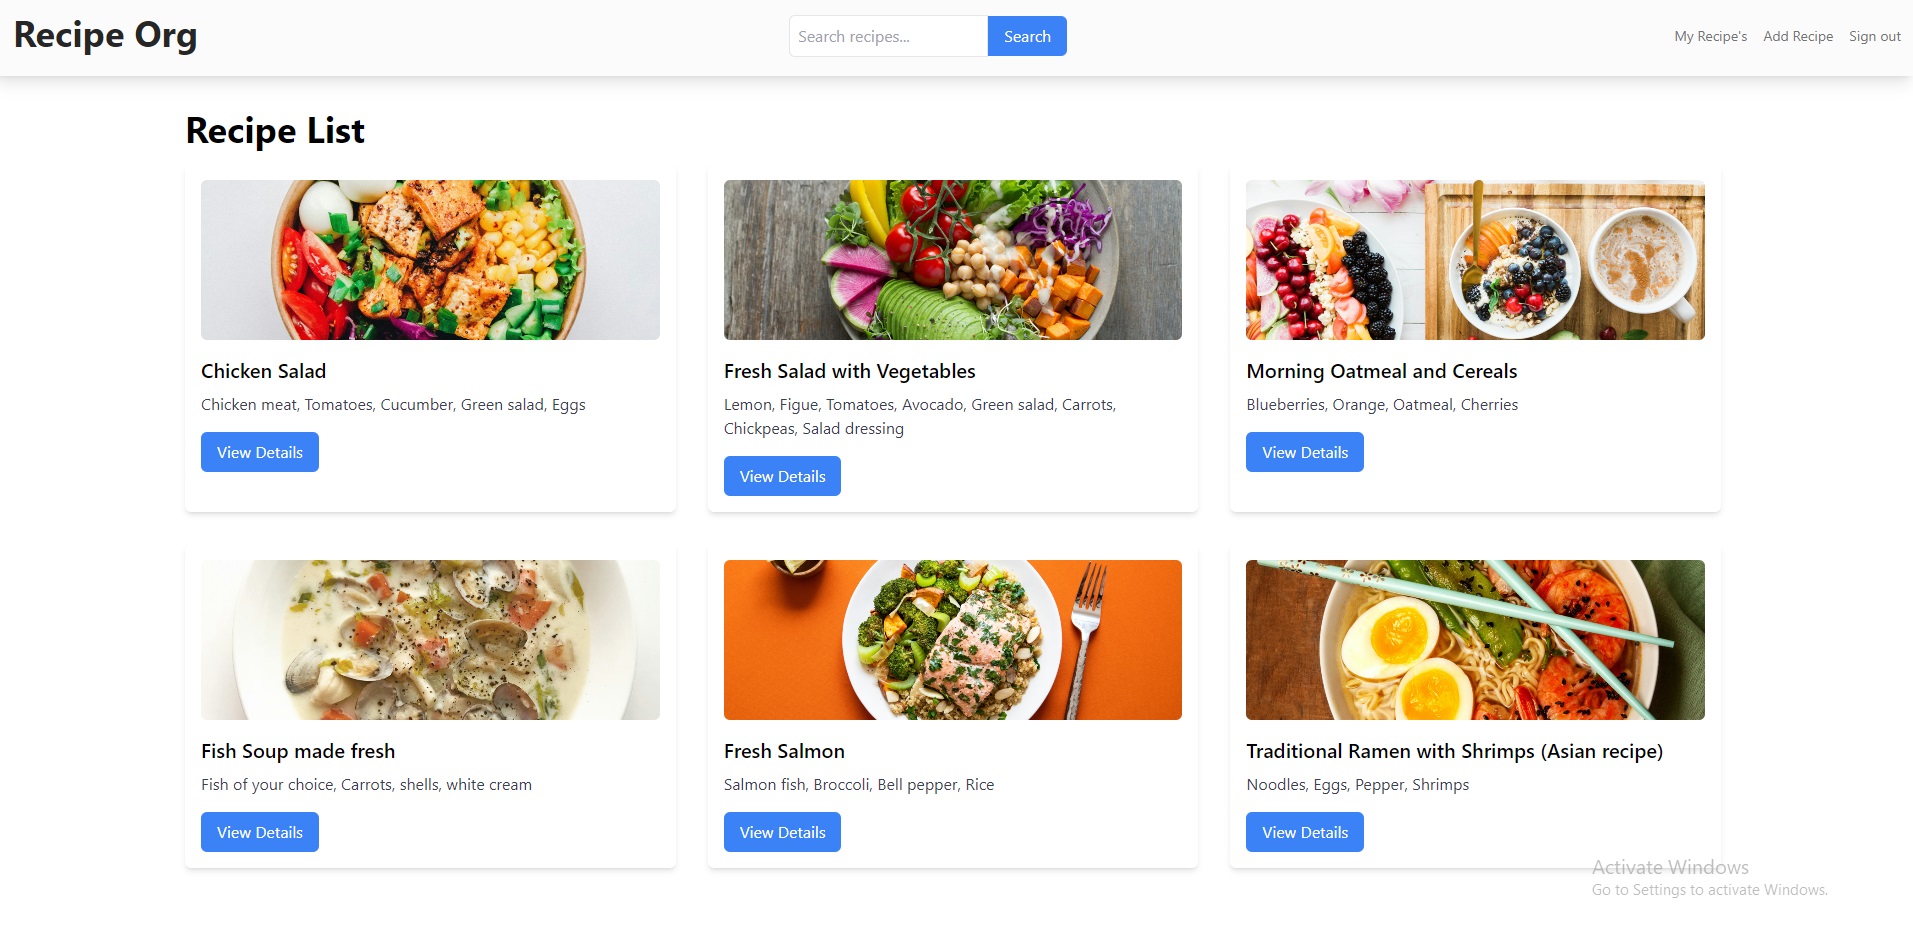 Recipe Org
Search recipes...
Search
My Recipe's
Add Recipe
Sign out
Recipe List
Chicken Salad
Chicken meat, Tomatoes, Cucumber, Green salad, Eggs
View Details
Fresh Salad with Vegetables
Lemon, Figue, Tomatoes, Avocado, Green salad, Carrots,
Chickpeas, Salad dressing
View Details
Morning Oatmeal and Cereals
Blueberries, Orange, Oatmeal, Cherries
View Details
Fish Soup made fresh
Fish of your choice, Carrots, shells, white cream
View Details
Fresh Salmon
Salmon fish, Broccoli, Bell pepper, Rice
View Details
Traditional Ramen with Shrimps (Asian recipe)
Noodles, Eggs, Pepper, Shrimps
View Details
Activate Windows
Go to Settings to activate Windows.